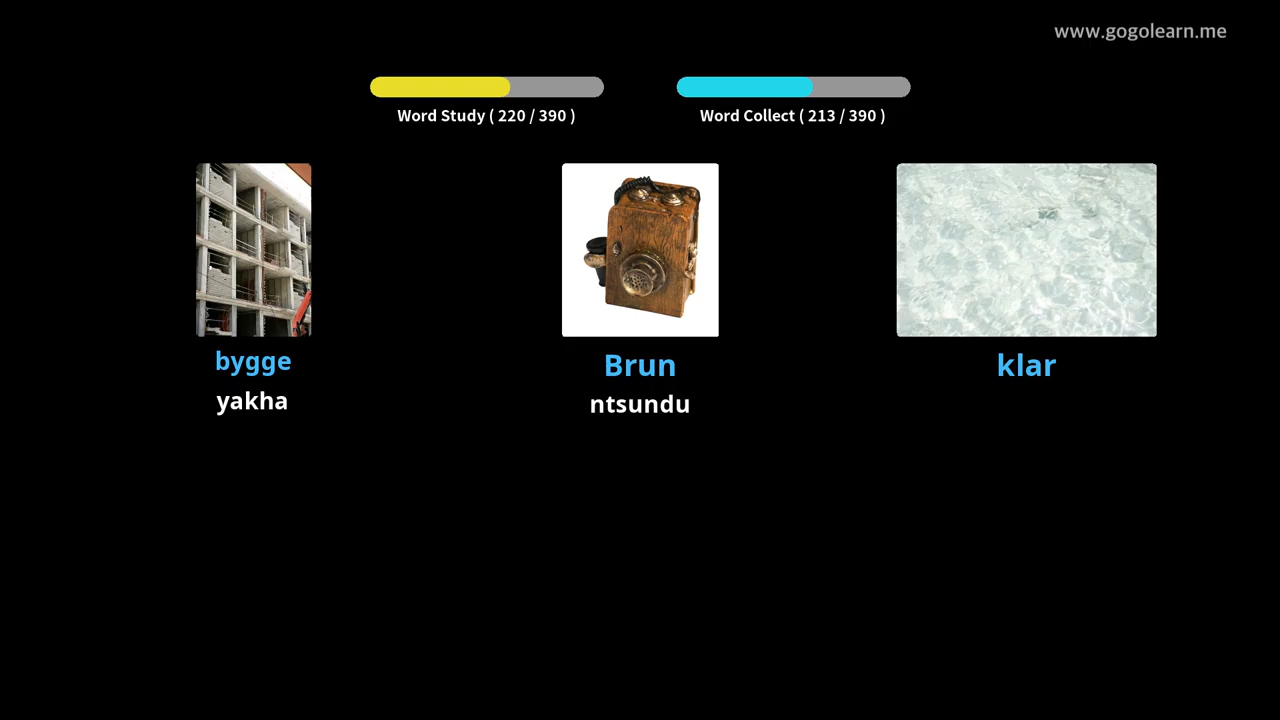 www.gogolearn.me
Word Study ( 220 / 390 )
Word Collect ( 213 / 390 )
bygge
Brun
klar
yakha
ntsundu